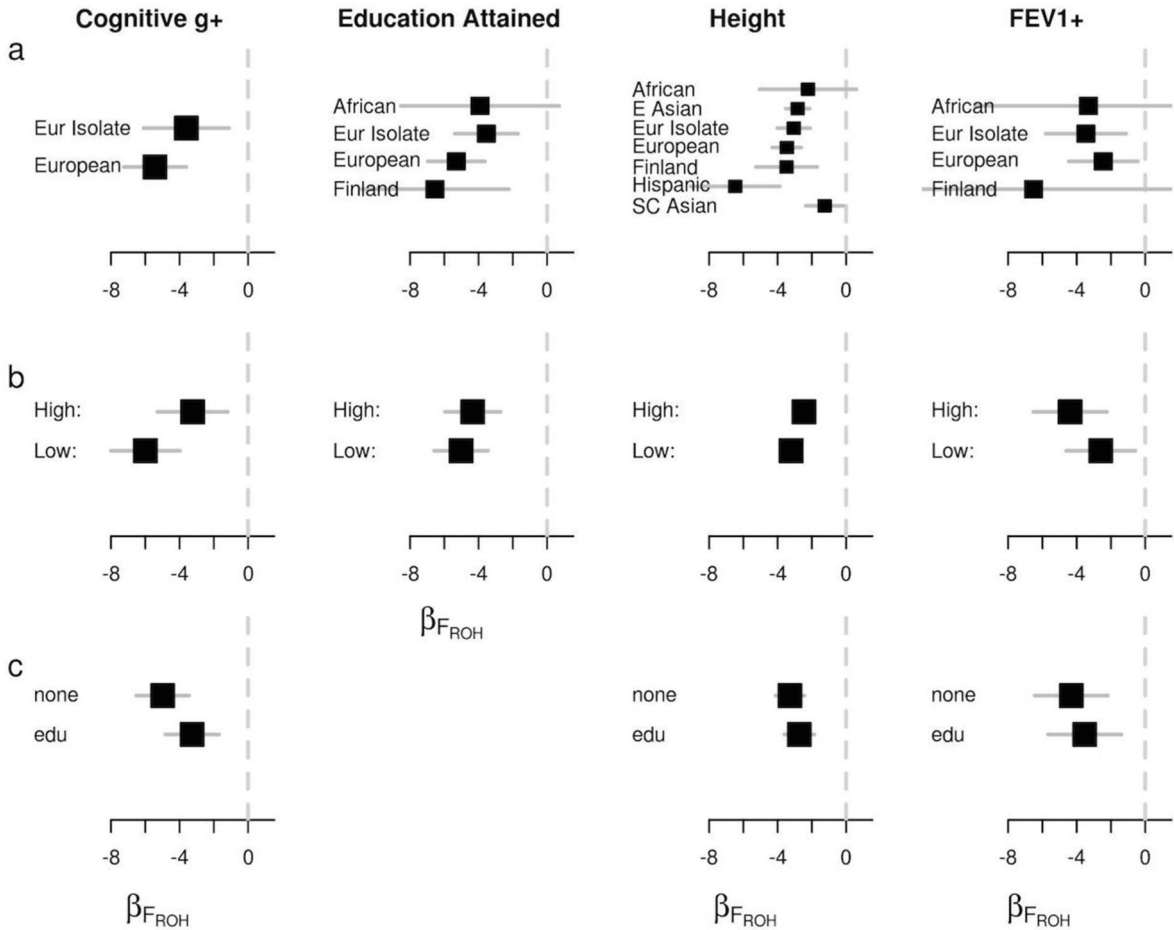 Cognitive g+ Education Attained Height FEV1+
a
Eur Isolate
European
-8 -4 0
African
Eur Isolate
European
Finland
-8 -4 0
African
E Asian
Eur Isolate
European
Finland
Hispanic
SC Asian
-8 -4 0
African
Eur Isolate
European
Finland
-8 -4 0
b
High:
Low:
-8 -4 0
High:
Low:
-8 -4 0
βFROH
High:
Low:
-8 -4 0
High:
Low:
-8 -4 0
c
none
edu
-8 -4 0
βFROH
none
edu
-8 -4 0
βFROH
none
edu
-8 -4 0
βFROH